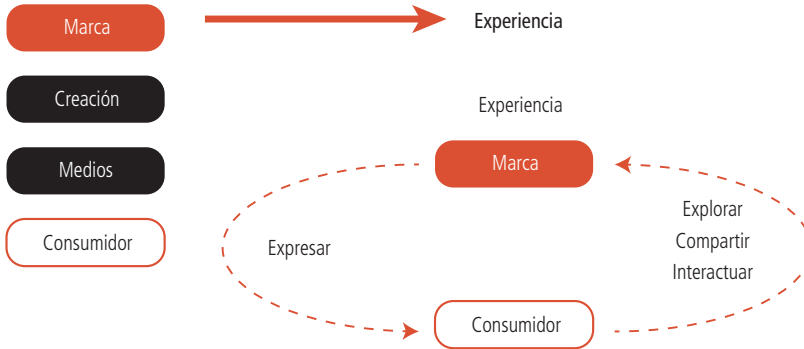 Marca
Creación
Medios
Consumidor
Experiencia
Experiencia
Marca
Expresar
Explorar
Compartir
Interactuar
Consumidor